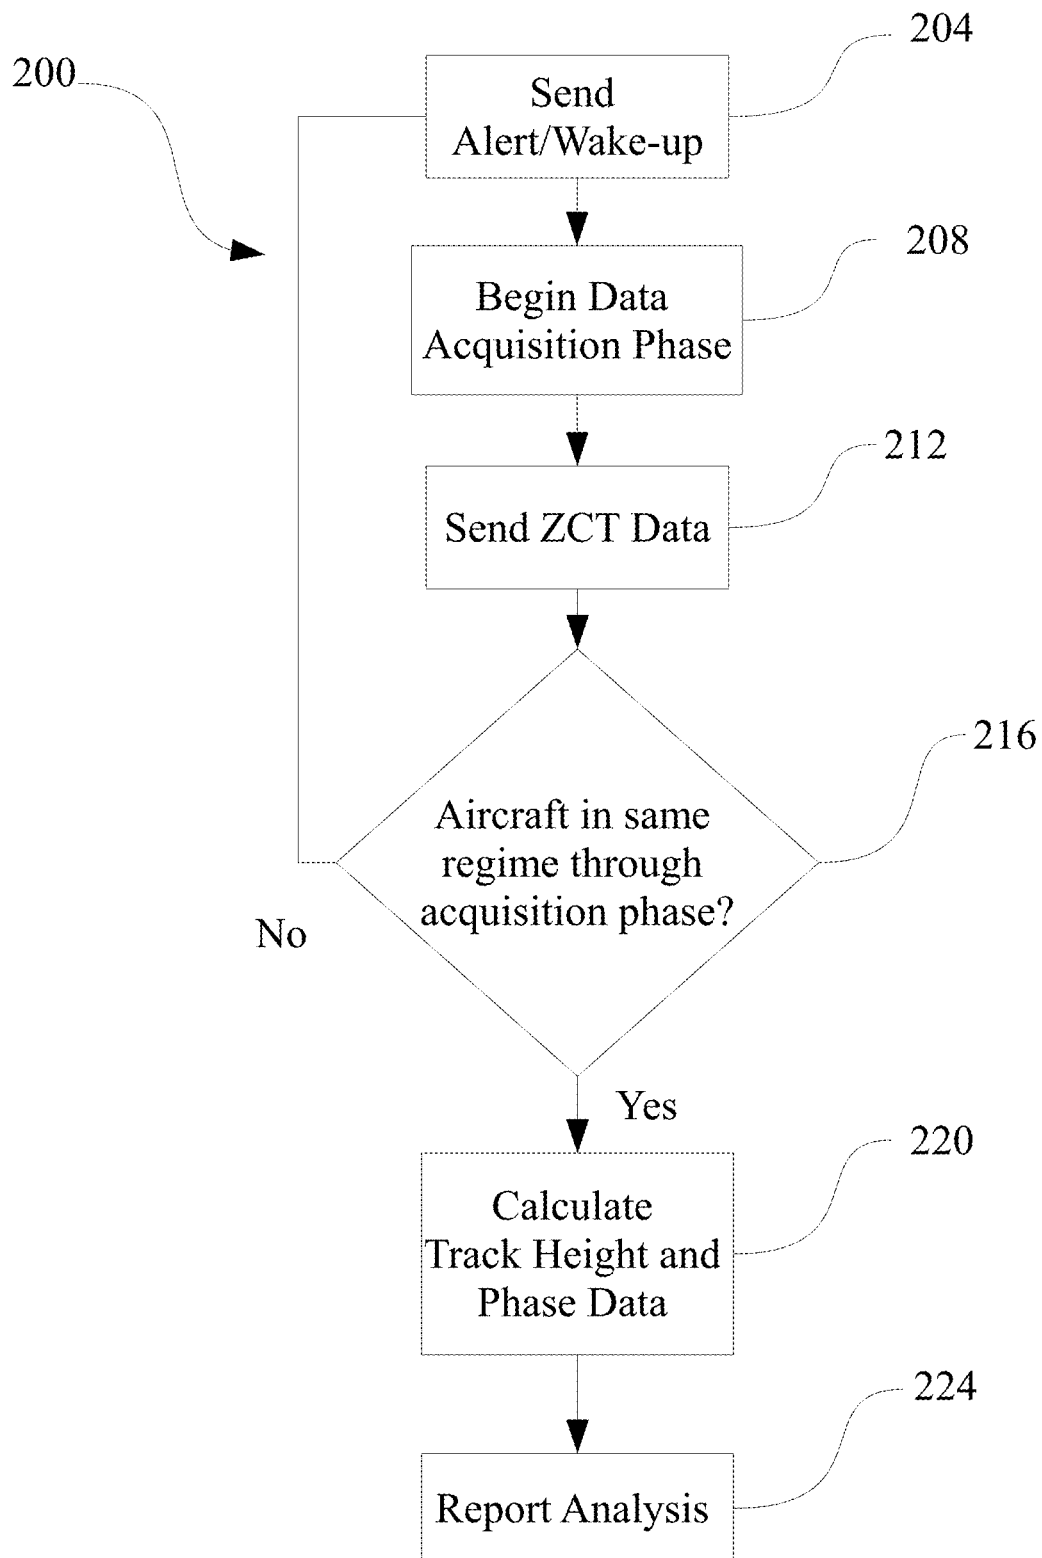 204
200
Send
Alert/Wake-up
208
Begin Data
Acquisition Phase
212
Send ZCT Data
216
Aircraft in same
regime through
acquisition phase?
No
Yes
220
Calculate
Track Height and
Phase Data
224
Report Analysis